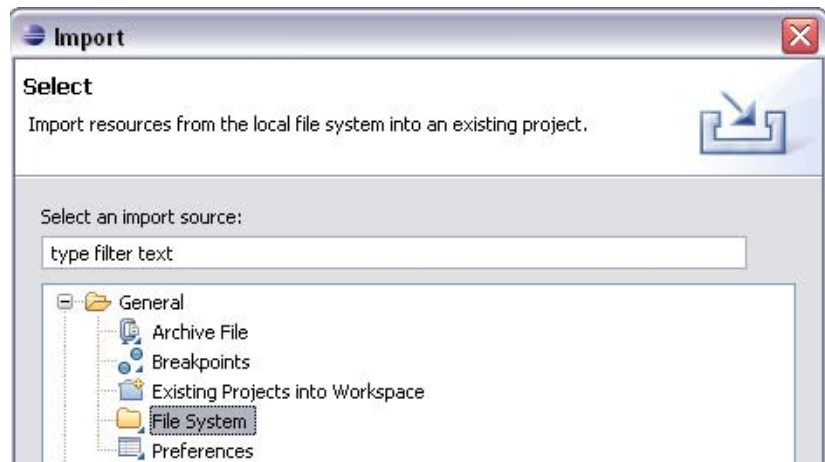 Import
Select
Import resources from the local file system into an existing project.
Select an import source:
type filter text
General
Archive File
Breakpoints
Existing Projects into Workspace
File System
Preferences